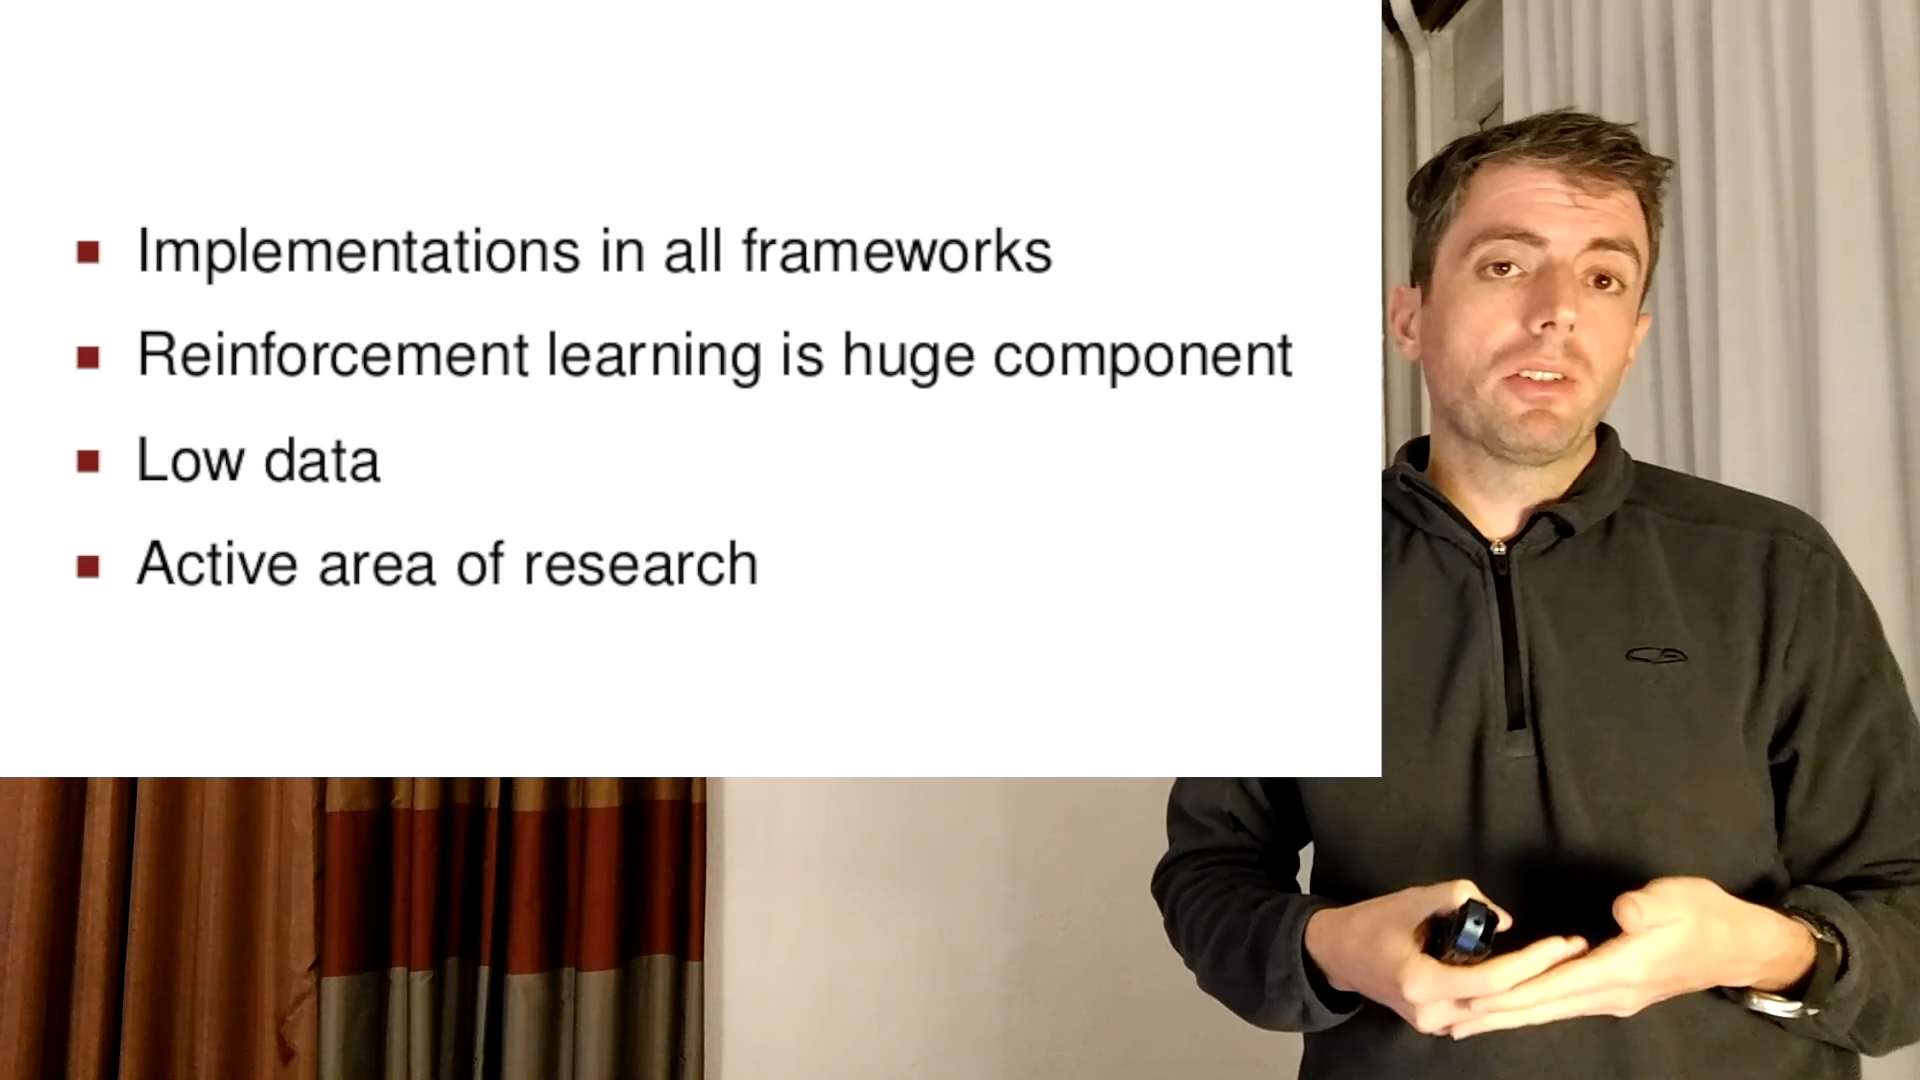 Implementations in all frameworks
Reinforcement learning is huge component
Low data
Active area of research